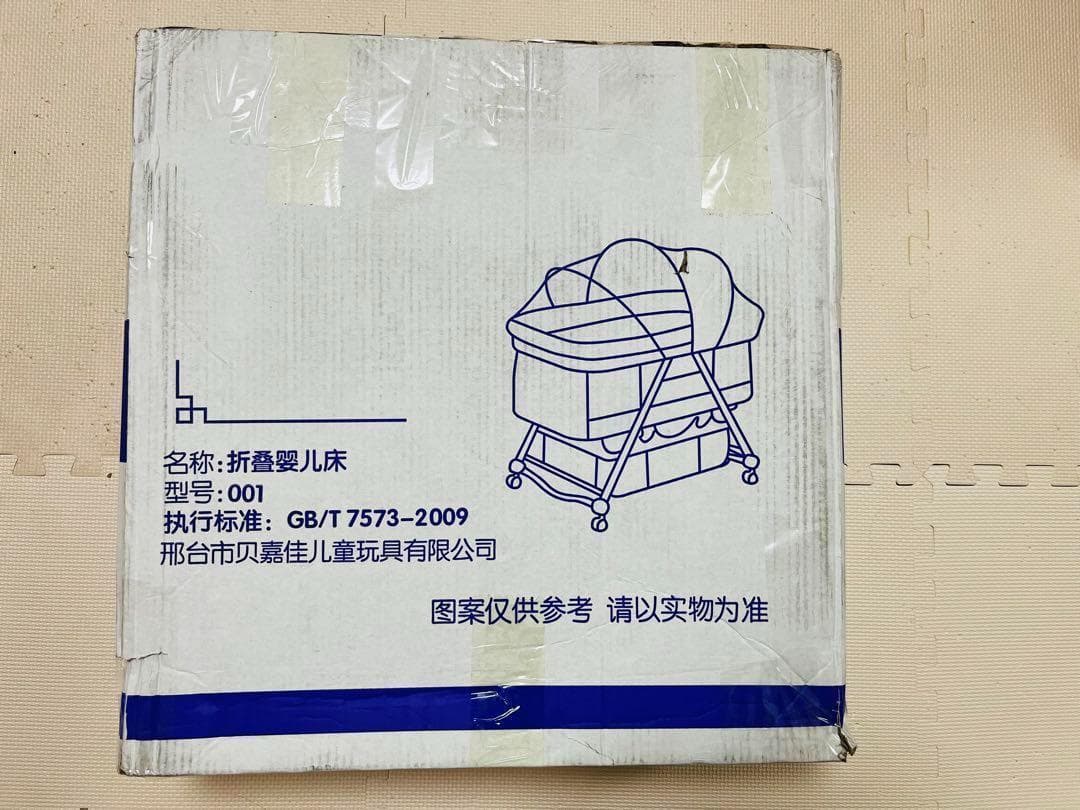 名称:折叠婴儿床
型号:001
执行标准：GB/T 7573-2009
邢台市贝嘉佳儿童玩具有限公司
图案仅供参考 请以实物为准